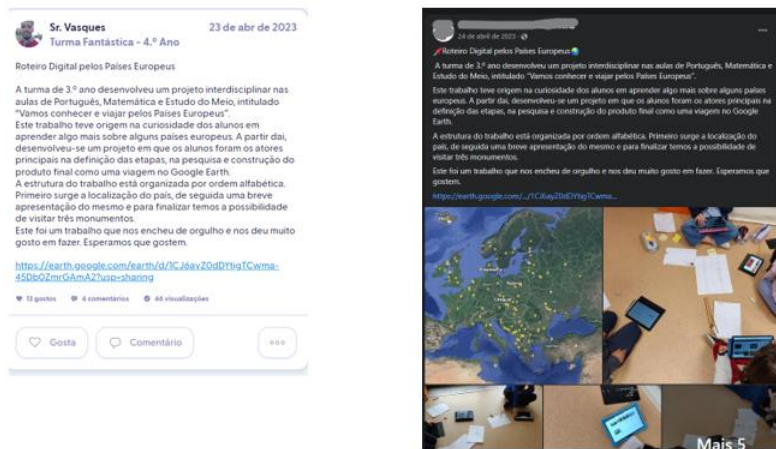 Sr. Vasques
23 de abr de 2023
Turma Fantástica - 4.º Ano
Roteiro Digital pelos Países Europeus
A turma de 3.º ano desenvolveu um projeto interdisciplinar nas
aulas de Português, Matemática e Estudo do Meio, intitulado
"Vamos conhecer e viajar pelos Países Europeus".
Este trabalho teve origem na curiosidade dos alunos em
aprender algo mais sobre alguns países europeus. A partir daí,
desenvolveu-se um projeto em que os alunos foram os atores
principais na definição das etapas, na pesquisa e construção do
produto final como uma viagem no Google Earth.
A estrutura do trabalho está organizada por ordem alfabética.
Primeiro surge a localização do país, de seguida uma breve
apresentação do mesmo e para finalizar temos a possibilidade
de visitar três monumentos.
Este foi um trabalho que nos encheu de orgulho e nos deu muito
gosto em fazer. Esperamos que gostem.
https://earth.google.com/earth/d/1CJ6ayZ0dDYtigTCwma-
45Db0ZmrGAmA2?usp=sharing
13 gostos 4 comentários 46 visualizações
Gosta
Comentário
24 de abril de 2023
Roteiro Digital pelos Países Europeus
A turma de 3.º ano desenvolveu um projeto interdisciplinar nas aulas de Português, Matemática e
Estudo do Meio, intitulado "Vamos conhecer e viajar pelos Países Europeus".
Este trabalho teve origem na curiosidade dos alunos em aprender algo mais sobre alguns países
europeus. A partir daí, desenvolveu-se um projeto em que os alunos foram os atores principais na
definição das etapas, na pesquisa e construção do produto final como uma viagem no Google
Earth.
A estrutura do trabalho está organizada por ordem alfabética. Primeiro surge a localização do
país, de seguida uma breve apresentação do mesmo e para finalizar temos a possibilidade de
visitar três monumentos.
Este foi um trabalho que nos encheu de orgulho e nos deu muito gosto em fazer. Esperamos que
gostem.
https://earth.google.com/.../1CJ6ayZ0dDYtigTCwma...
Mais 5